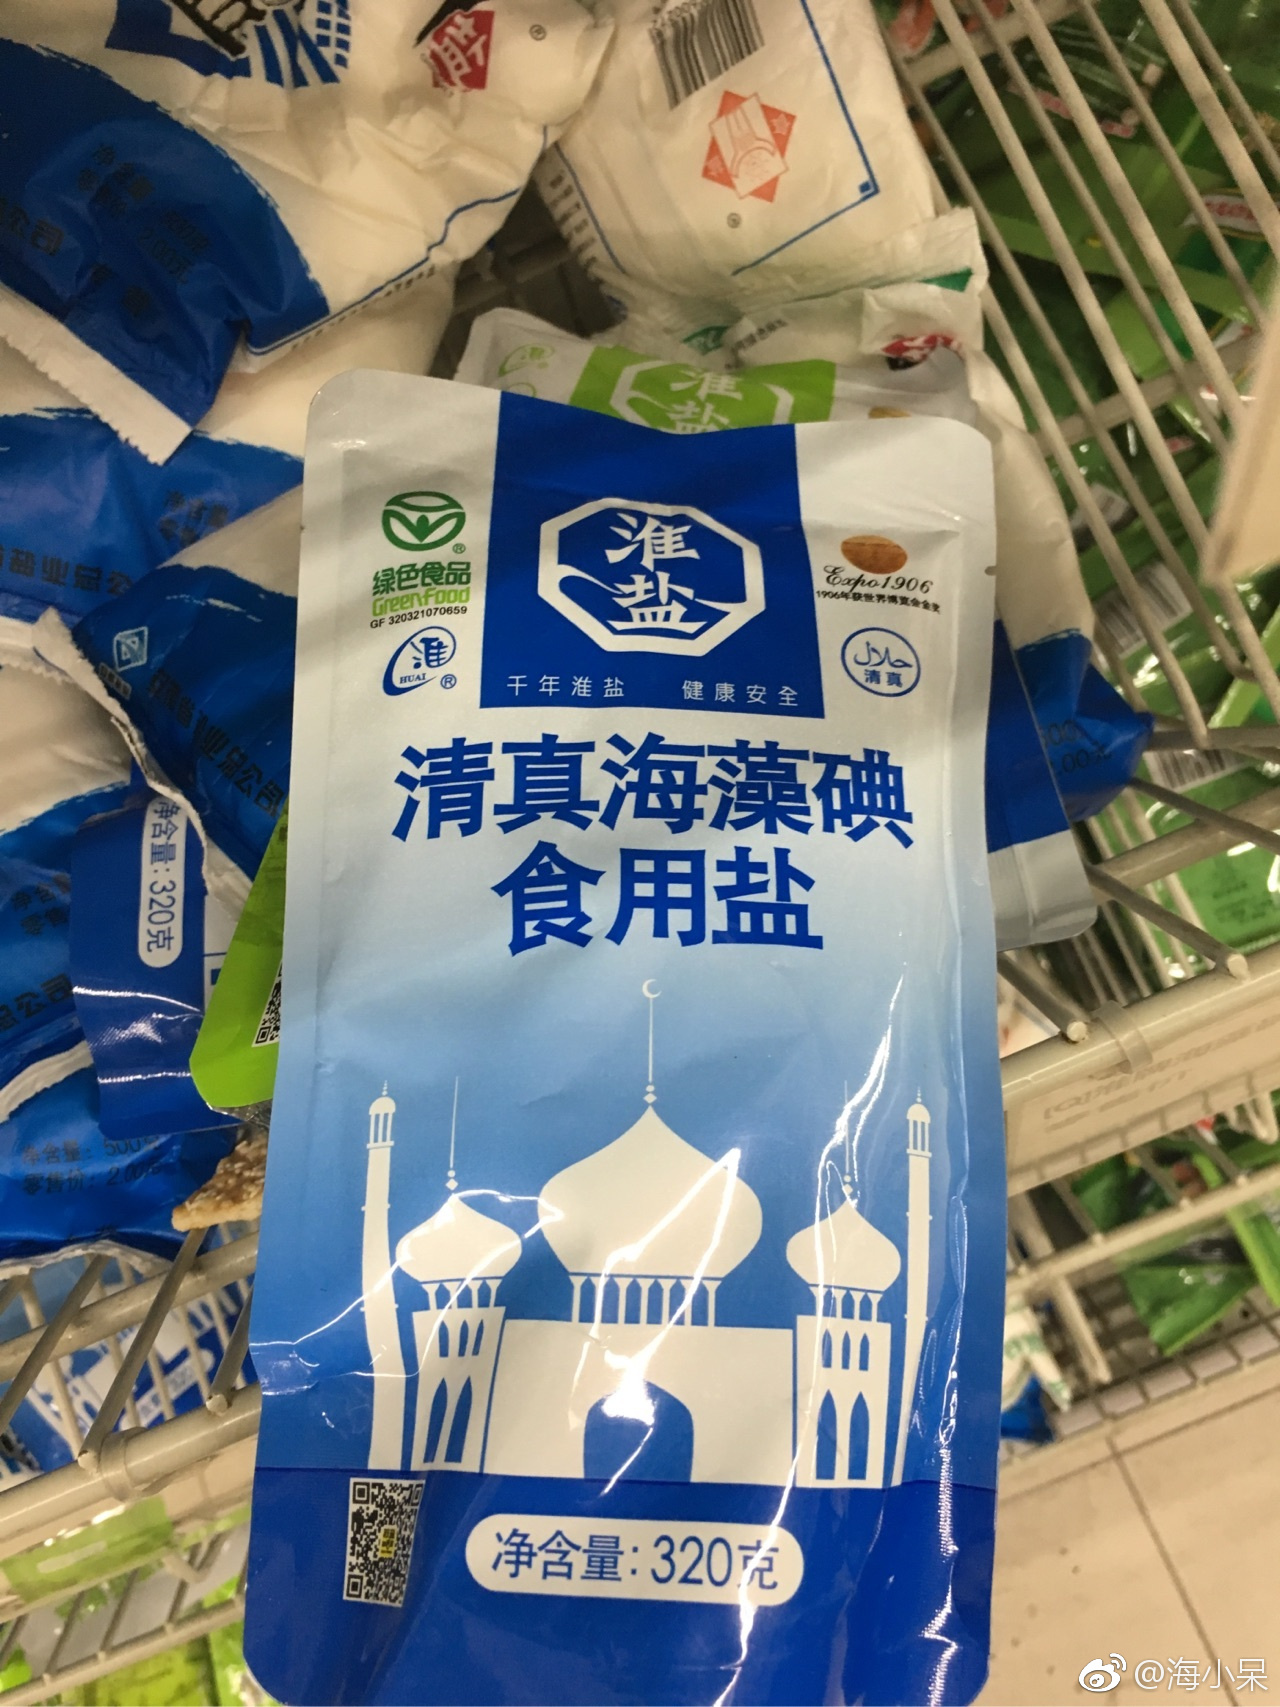 淮盐
千年淮盐 健康安全
绿色食品
Greenfood
GF 320321070659
淮
HUAI
Expo1906
1906年获世界博览会金奖
حلال
清真
清真海藻碘
食用盐
净含量:320克
净含量:320克
淮盐
@海小呆